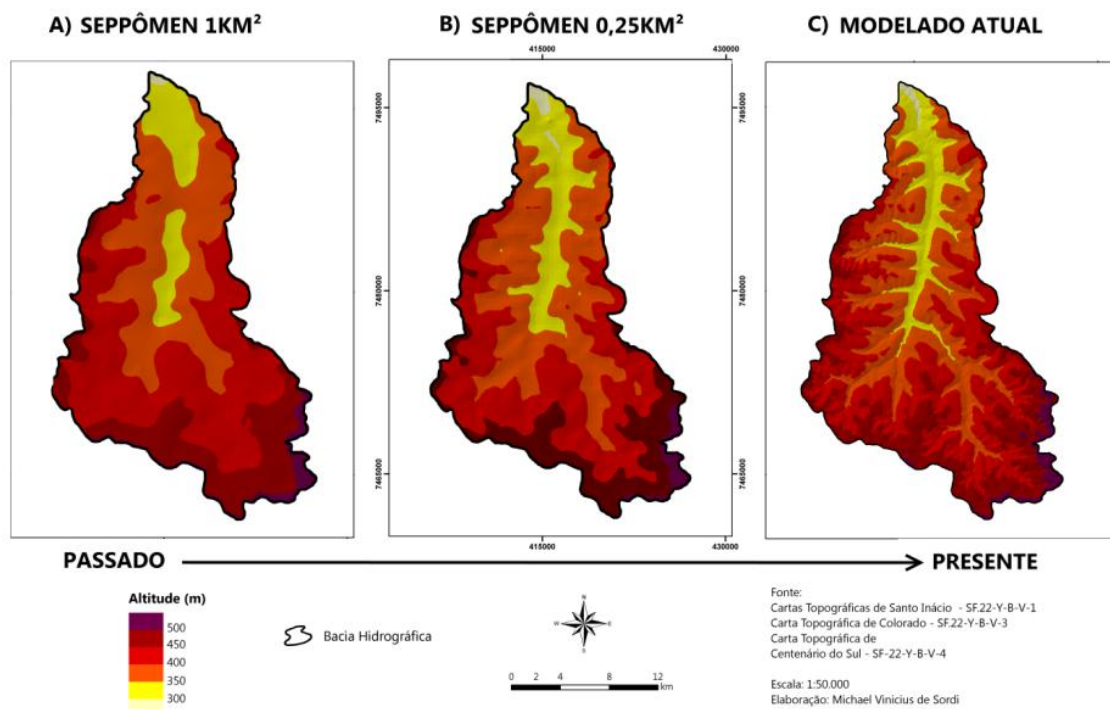 A) SEPPÔMEN 1KM²
B) SEPPÔMEN 0,25KM²
C) MODELADO ATUAL
415000
430000
7495000
7495000
7480000
7480000
7465000
7465000
415000
430000
PASSADO
PRESENTE
Altitude (m)
500
450
400
350
300
Bacia Hidrográfica
N
W
E
S
0 2 4 8 12
km
Fonte:
Cartas Topográficas de Santo Inácio - SF.22-Y-B-V-1
Carta Topográfica de Colorado - SF.22-Y-B-V-3
Carta Topográfica de
Centenário do Sul - SF-22-Y-B-V-4
Escala: 1:50.000
Elaboração: Michael Vinicius de Sordi